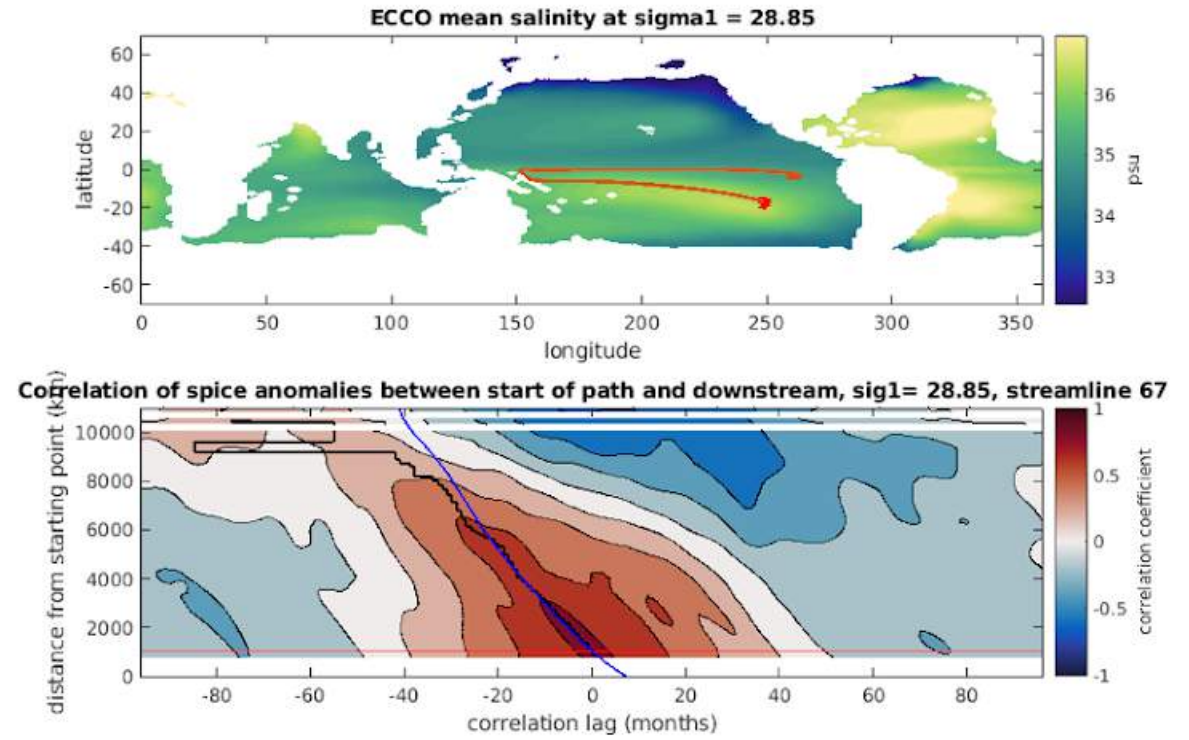 ECCO mean salinity at sigma1 = 28.85
latitude
60
40
20
0
-20
-40
-60
0 50 100 150 200 250 300 350
longitude
36
35
34
33
psu
Correlation of spice anomalies between start of path and downstream, sig1= 28.85, streamline 67
distance from starting point (km)
10000
8000
6000
4000
2000
0
-80 -60 -40 -20 0 20 40 60 80
correlation lag (months)
1
0.5
0
-0.5
-1
correlation coefficient